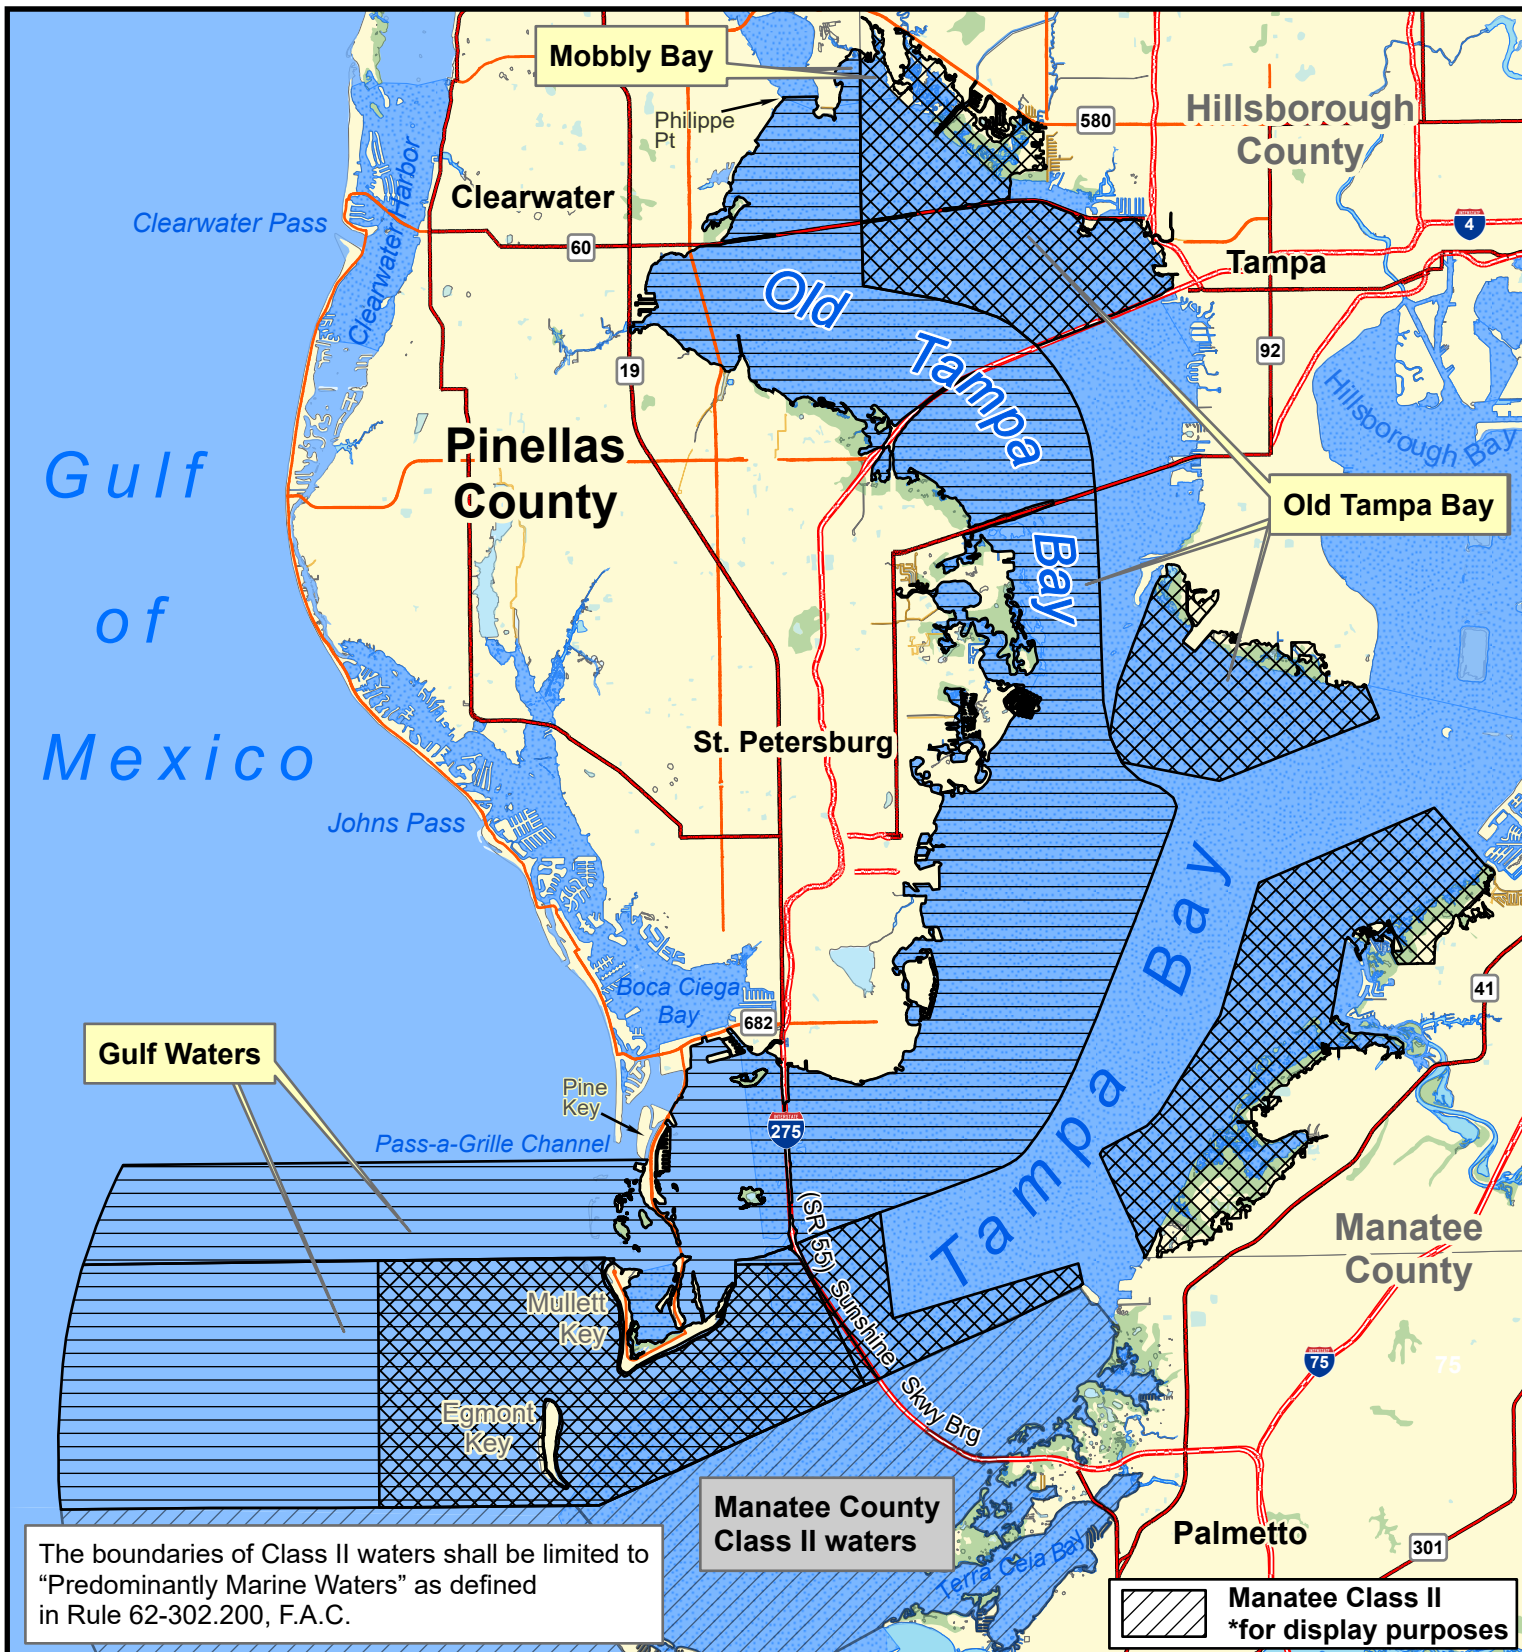 Mobbly Bay
Philippe
Pt
580
Hillsborough
County
Clearwater
Clearwater Pass
Clearwater Harbor
60
INTERSTATE
4
Tampa
Old
Tampa
Bay
19
92
Hillsborough Bay
Pinellas
County
Gulf
of
Mexico
Old Tampa Bay
St. Petersburg
Johns Pass
Tampa Bay
Boca Ciega
Bay
682
41
Gulf Waters
Pine
Key
INTERSTATE
275
Pass-a-Grille Channel
(SR 55) Sunshine Skwy Brg
Manatee
County
Mullett
Key
INTERSTATE
75
75
Egmont
Key
Manatee County
Class II waters
Palmetto
301
Terra Ceia Bay
The boundaries of Class II waters shall be limited to
“Predominantly Marine Waters” as defined
in Rule 62-302.200, F.A.C.
Manatee Class II
*for display purposes